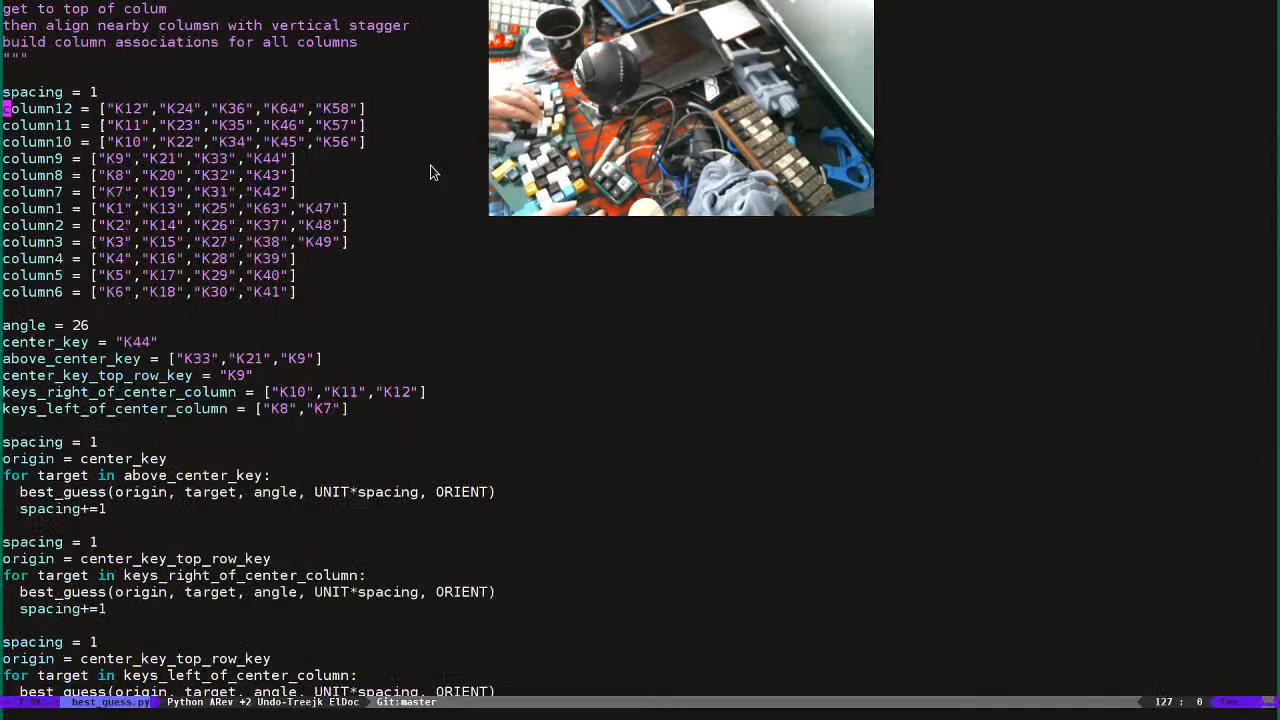 get to top of colum
then align nearby columsn with vertical stagger
build column associations for all columns
"""
spacing = 1
column12 = ["K12","K24","K36","K64","K58"]
column11 = ["K11","K23","K35","K46","K57"]
column10 = ["K10","K22","K34","K45","K56"]
column9 = ["K9","K21","K33","K44"]
column8 = ["K8","K20","K32","K43"]
column7 = ["K7","K19","K31","K42"]
column1 = ["K1","K13","K25","K63","K47"]
column2 = ["K2","K14","K26","K37","K48"]
column3 = ["K3","K15","K27","K38","K49"]
column4 = ["K4","K16","K28","K39"]
column5 = ["K5","K17","K29","K40"]
column6 = ["K6","K18","K30","K41"]
angle = 26
center_key = "K44"
above_center_key = ["K33","K21","K9"]
center_key_top_row_key = "K9"
keys_right_of_center_column = ["K10","K11","K12"]
keys_left_of_center_column = ["K8","K7"]
spacing = 1
origin = center_key
for target in above_center_key:
  best_guess(origin, target, angle, UNIT*spacing, ORIENT)
  spacing+=1
spacing = 1
origin = center_key_top_row_key
for target in keys_right_of_center_column:
  best_guess(origin, target, angle, UNIT*spacing, ORIENT)
  spacing+=1
spacing = 1
origin = center_key_top_row_key
for target in keys_left_of_center_column:
  best_guess(origin, target, angle, UNIT*spacing, ORIENT)
best_guess.py Python ARev +2 Undo-Treejk ElDoc Git:master 127 : 0